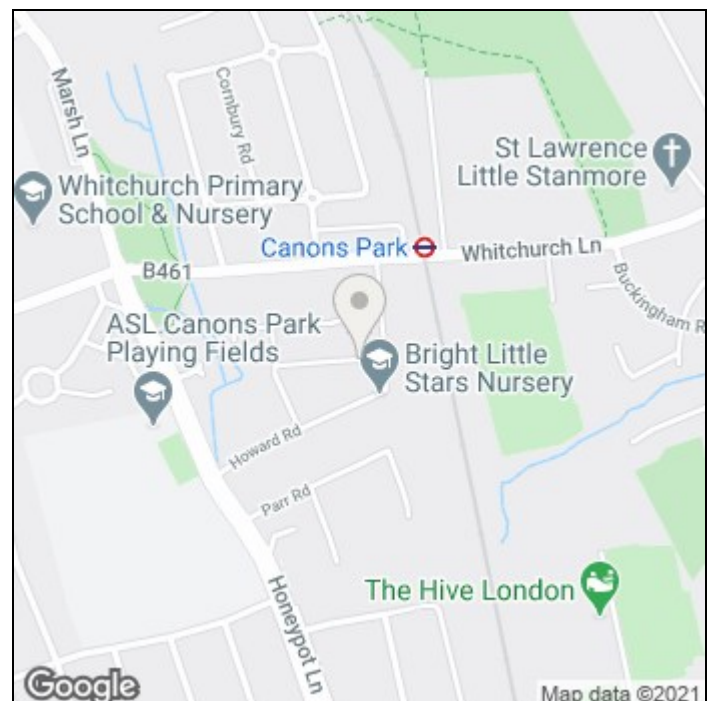 Marsh Ln
Cornbury Rd
St Lawrence
Little Stanmore
Whitchurch Primary
School & Nursery
Canons Park
Whitchurch Ln
B461
Buckingham R
ASL Canons Park
Playing Fields
Bright Little
Stars Nursery
Howard Rd
Parr Rd
The Hive London
Honeypot Ln
Google
Map data ©2021